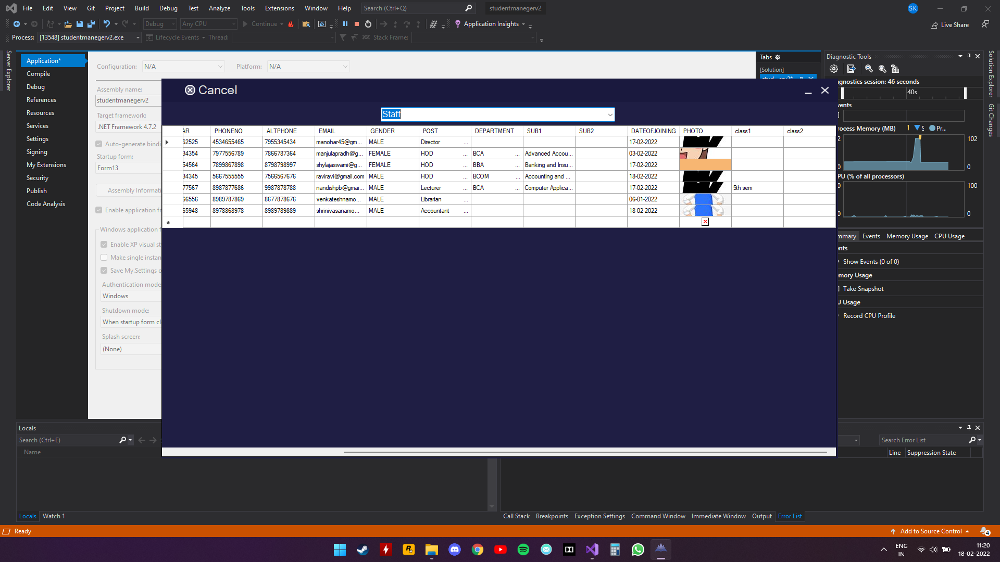 File Edit View Git Project Build Debug Test Analyze Tools Extensions Window Help Search (Ctrl+Q) studentmanegerv2 SK
Debug Any CPU Continue Application Insights Live Share
Process: [13548] studentmanegerv2.exe Lifecycle Events Thread: Stack Frame:
Server Explorer
Application*
Compile
Debug
References
Resources
Services
Settings
Signing
My Extensions
Security
Publish
Code Analysis
Configuration: N/A Platform: N/A
Assembly name:
studentmanegerv2
Target framework:
.NET Framework 4.7.2
Auto-generate bindi
Startup form:
Form13
Assembly Informati
Enable application fr
Windows application f
Enable XP visual st
Make single instan
Save My.Settings o
Authentication mode:
Windows
Shutdown mode:
When startup form cl
Splash screen:
(None)
Cancel
Staff
AR PHONENO ALTPHONE EMAIL GENDER POST DEPARTMENT SUB1 SUB2 DATEOFJOINING PHOTO class1 class2
62525 4534655465 7955345434 manohar45@gm... MALE Director ... 17-02-2022
34354 7977556789 7866787364 manjulapradh@g... FEMALE HOD ... BCA ... Advanced Accou... 03-02-2022
54564 7899867898 8798798997 shylajaswami@g... FEMALE HOD ... BBA ... Banking and Insu... 17-02-2022
34345 5667555555 7566567676 raviravi@gmail.com MALE HOD ... BCOM ... Accounting and ... 18-02-2022
77567 8987877686 9987878788 nandishpb@gmai... MALE Lecturer ... BCA ... Computer Applica... 17-02-2022 5th sem
66556 8989787869 8677878676 venkateshnamo... MALE Librarian ... 06-01-2022
65948 8978868978 8989789889 shrinivasanamo... MALE Accountant ... 18-02-2022
Tabs
[Solution]
Diagnostic Tools
agnostics session: 46 seconds
40s
vents
rocess Memory (MB) S Pr...
2 102
0 0
PU (% of all processors)
0 100
0 0
mmary Events Memory Usage CPU Usage
ents
Show Events (0 of 0)
mory Usage
Take Snapshot
U Usage
Record CPU Profile
Solution Explorer
Git Changes
Locals
Search (Ctrl+E)
Name
Locals Watch 1
Search Error List
Line Suppression State
Call Stack Breakpoints Exception Settings Command Window Immediate Window Output Error List
Ready
Add to Source Control 4
ENG
IN
11:20
18-02-2022